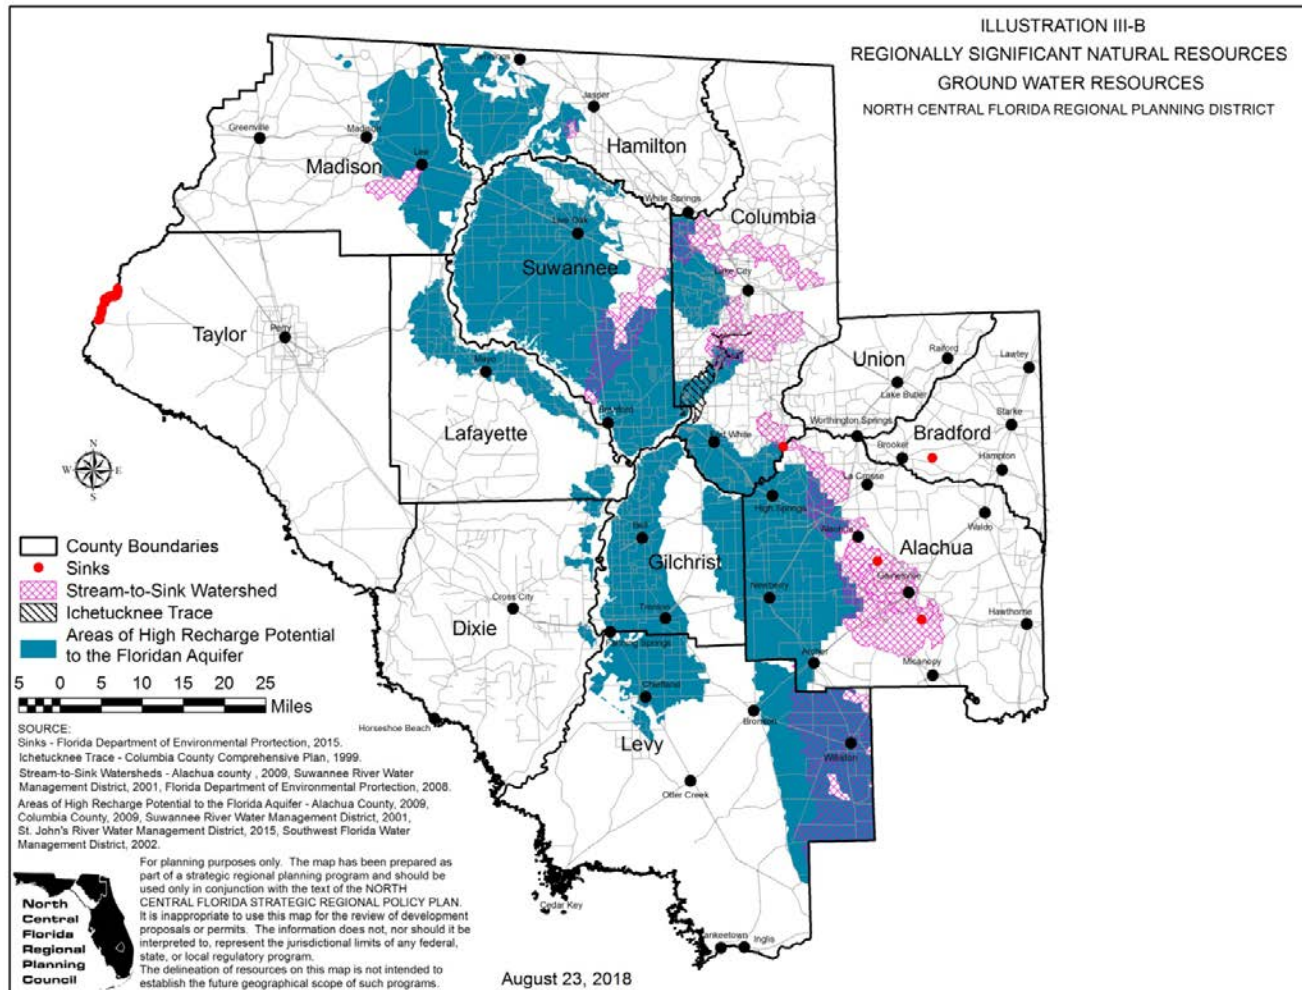 ILLUSTRATION III-B
REGIONALLY SIGNIFICANT NATURAL RESOURCES
GROUND WATER RESOURCES
NORTH CENTRAL FLORIDA REGIONAL PLANNING DISTRICT
Jennings
Jasper
Greenville
Madison
Hamilton
Lee
Madison
White Springs
Columbia
Live Oak
Suwannee
Lake City
Taylor
Perry
Mayo
Union
Raiford
Lawtey
Lake Butler
Branford
Starke
Worthington Springs
Lafayette
Fort White
Bradford
Brooker
Hampton
N
W
E
S
La Crosse
High Springs
Waldo
Bell
Alachua
Alachua
Gilchrist
Gainesville
Newberry
Cross City
Trenton
Hawthorne
Dixie
Fanning Springs
Archer
Micanopy
Chiefland
Horseshoe Beach
Bronson
Levy
Williston
Otter Creek
Cedar Key
Yankeetown
Inglis
County Boundaries
Sinks
Stream-to-Sink Watershed
Ichetucknee Trace
Areas of High Recharge Potential
to the Floridan Aquifer
5 0 5 10 15 20 25
Miles
SOURCE:
Sinks - Florida Department of Environmental Prortection, 2015.
Ichetucknee Trace - Columbia County Comprehensive Plan, 1999.
Stream-to-Sink Watersheds - Alachua county , 2009, Suwannee River Water
Management District, 2001, Florida Department of Environmental Prortection, 2008.
Areas of High Recharge Potential to the Florida Aquifer - Alachua County, 2009,
Columbia County, 2009, Suwannee River Water Management District, 2001,
St. John's River Water Management District, 2015, Southwest Florida Water
Management District, 2002.
For planning purposes only. The map has been prepared as
part of a strategic regional planning program and should be
used only in conjunction with the text of the NORTH
CENTRAL FLORIDA STRATEGIC REGIONAL POLICY PLAN.
It is inappropriate to use this map for the review of development
proposals or permits. The information does not, nor should it be
interpreted to, represent the jurisdictional limits of any federal,
state, or local regulatory program.
The delineation of resources on this map is not intended to
establish the future geographical scope of such programs.
North
Central
Florida
Regional
Planning
Council
August 23, 2018